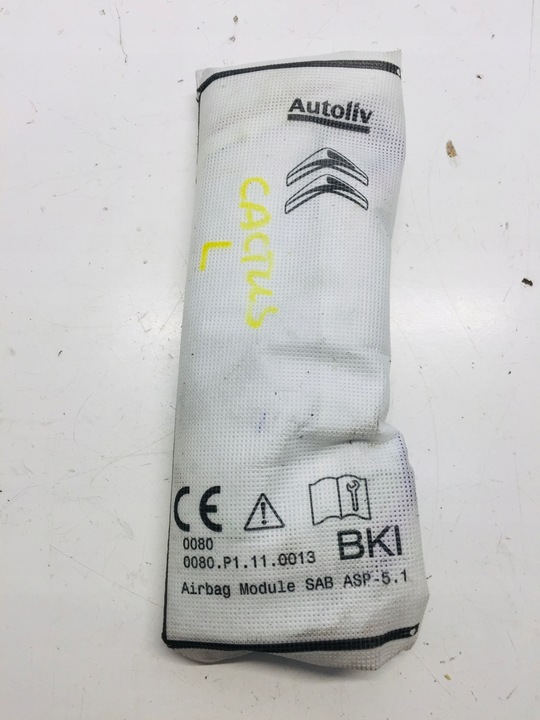 Autoliv
CACTUS
L
CE
0080
0080.P1.11.0013
BKI
Airbag Module SAB ASP-5.1